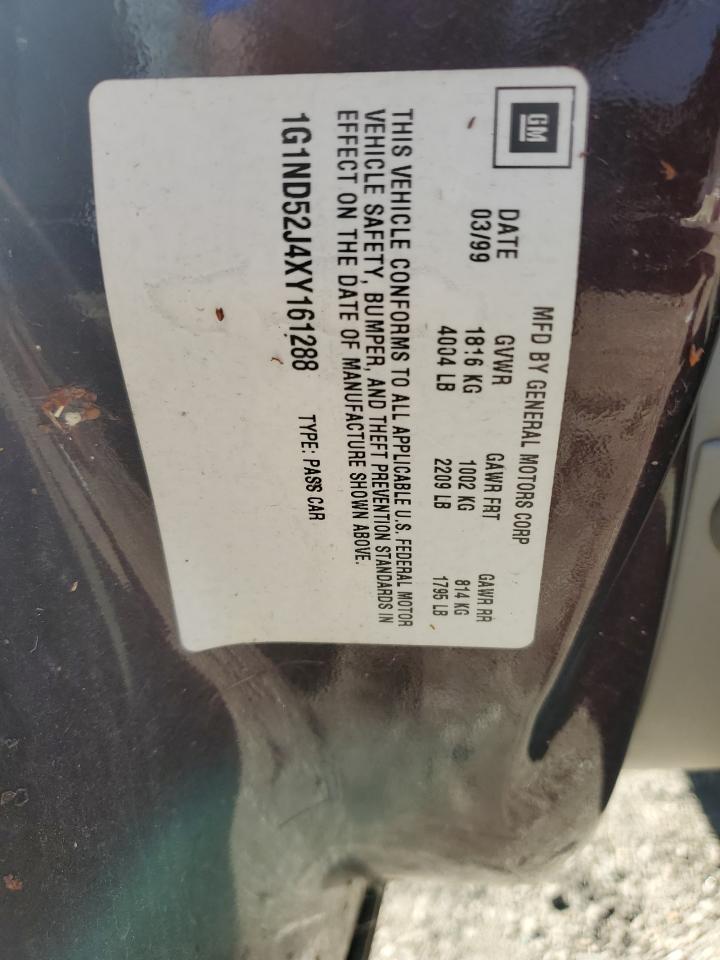 GM
MFD BY GENERAL MOTORS CORP
DATE GVWR GAWR FRT GAWR RR
03/99 1816 KG 1002 KG 814 KG
4004 LB 2209 LB 1795 LB
THIS VEHICLE CONFORMS TO ALL APPLICABLE U.S. FEDERAL MOTOR
VEHICLE SAFETY, BUMPER, AND THEFT PREVENTION STANDARDS IN
EFFECT ON THE DATE OF MANUFACTURE SHOWN ABOVE.
1G1ND52J4XY161288 TYPE: PASS CAR